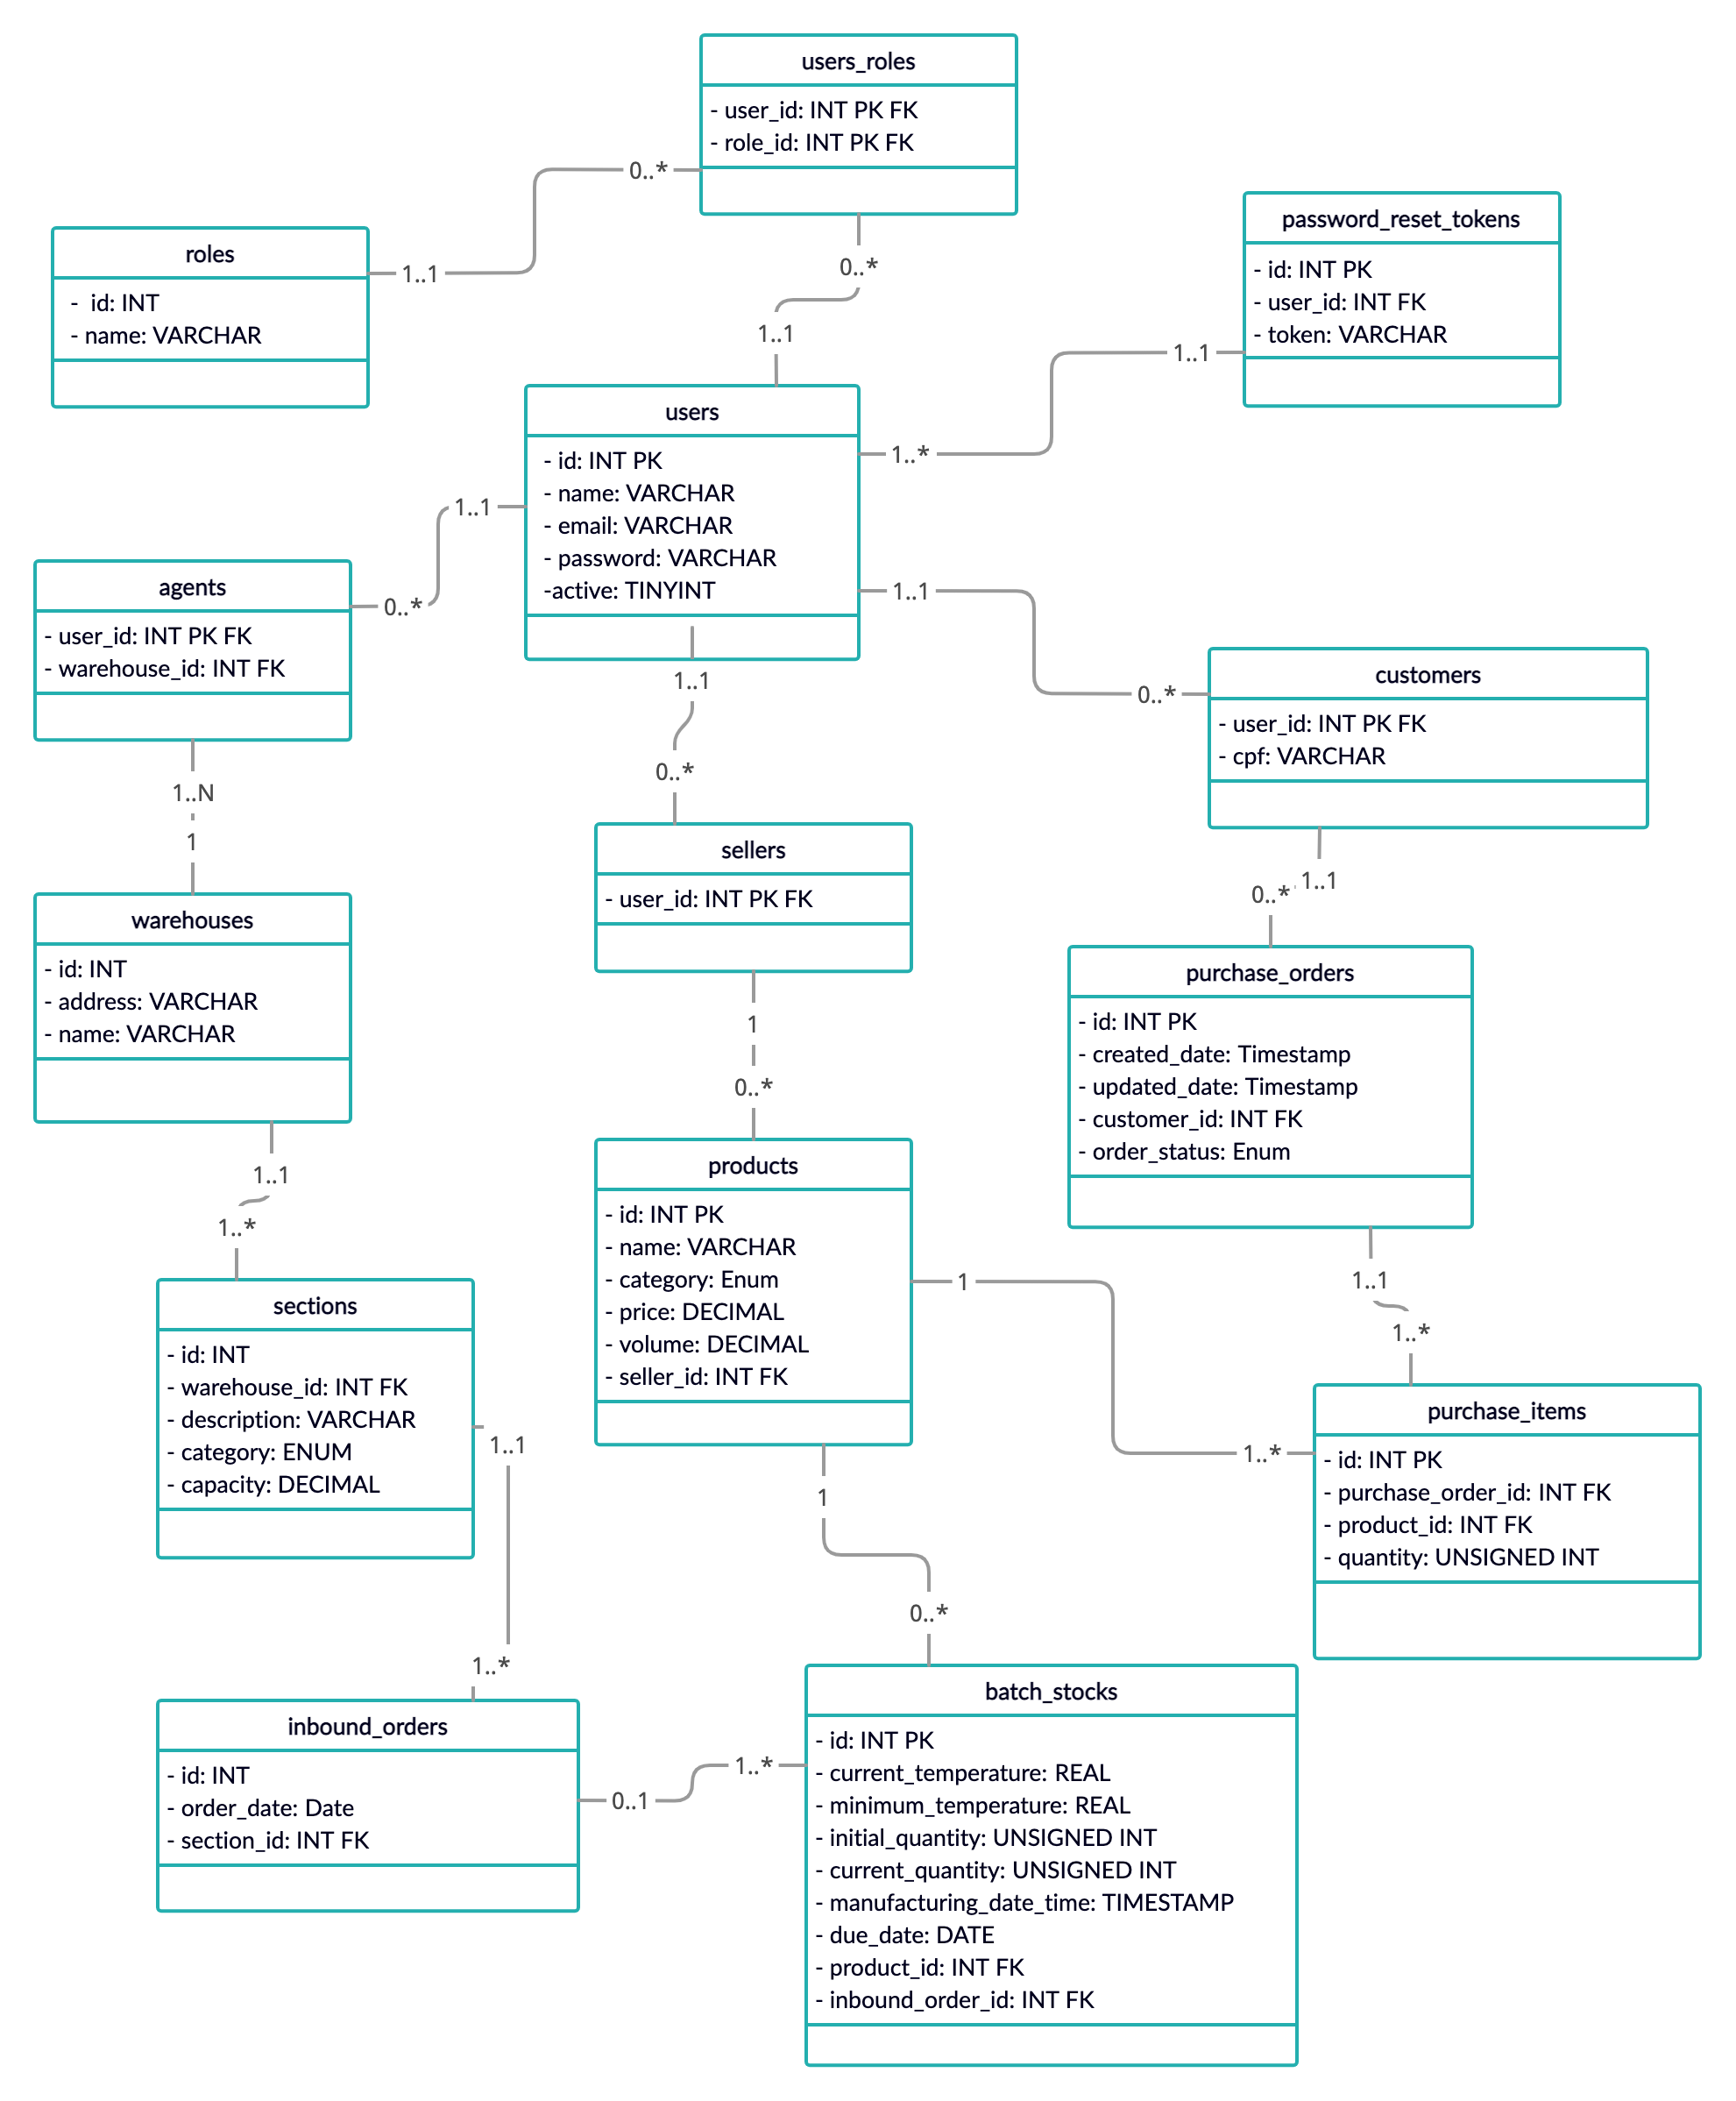 users_roles
- user_id: INT PK FK
- role_id: INT PK FK
0..*
1..1
roles
-  id: INT
- name: VARCHAR
password_reset_tokens
- id: INT PK
- user_id: INT FK
- token: VARCHAR
0..*
1..1
1..1
1..*
users
- id: INT PK
- name: VARCHAR
- email: VARCHAR
- password: VARCHAR
-active: TINYINT
1..1
0..*
agents
- user_id: INT PK FK
- warehouse_id: INT FK
1..1
0..*
customers
- user_id: INT PK FK
- cpf: VARCHAR
1..1
0..*
1..N
1
sellers
- user_id: INT PK FK
1..1
0..*
warehouses
- id: INT
- address: VARCHAR
- name: VARCHAR
1
0..*
purchase_orders
- id: INT PK
- created_date: Timestamp
- updated_date: Timestamp
- customer_id: INT FK
- order_status: Enum
1..1
1..*
products
- id: INT PK
- name: VARCHAR
- category: Enum
- price: DECIMAL
- volume: DECIMAL
- seller_id: INT FK
1
1..*
1..1
1..*
sections
- id: INT
- warehouse_id: INT FK
- description: VARCHAR
- category: ENUM
- capacity: DECIMAL
1..1
1..*
purchase_items
- id: INT PK
- purchase_order_id: INT FK
- product_id: INT FK
- quantity: UNSIGNED INT
1
0..*
inbound_orders
- id: INT
- order_date: Date
- section_id: INT FK
0..1
1..*
batch_stocks
- id: INT PK
- current_temperature: REAL
- minimum_temperature: REAL
- initial_quantity: UNSIGNED INT
- current_quantity: UNSIGNED INT
- manufacturing_date_time: TIMESTAMP
- due_date: DATE
- product_id: INT FK
- inbound_order_id: INT FK